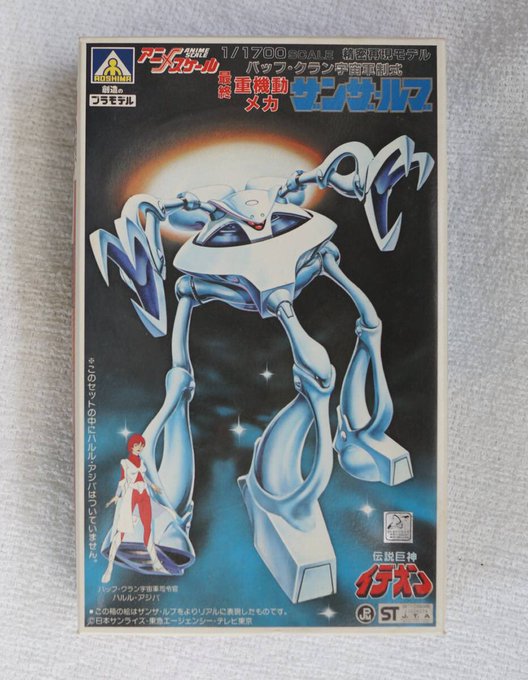 AOSHIMA
創造の
プラモデル
アニメスケール
ANIME SCALE
1/1700 SCALE 精密再現モデル
バッフ・クラン宇宙軍制式
最終 重機動メカ ザンザ・ルブ
※このセットの中にハルル・アジバはついていません。
バッフ・クラン宇宙軍司令官
ハルル・アジバ
伝説巨神
イデオン
■この箱の絵はザンザ・ルブをよりリアルに表現したものです。
©日本サンライズ・東急エージェンシー・テレビ東京
ST
J.T.A